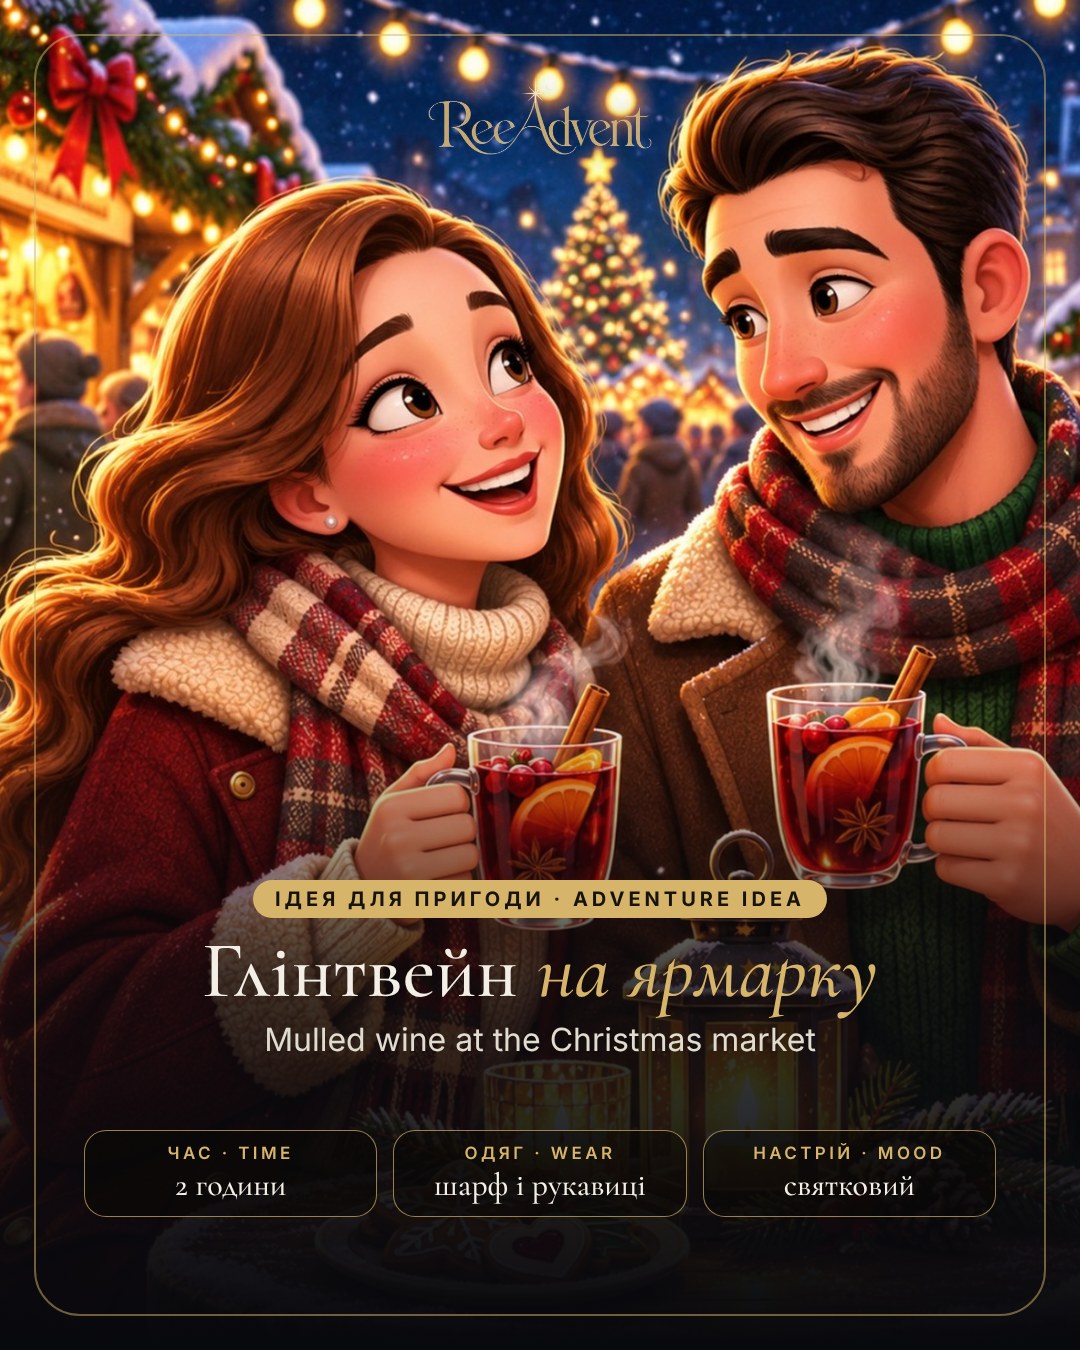 ReeAdvent
ІДЕЯ ДЛЯ ПРИГОДИ · ADVENTURE IDEA
Глінтвейн на ярмарку
Mulled wine at the Christmas market
ЧАС · TIME
2 години
ОДЯГ · WEAR
шарф і рукавиці
НАСТРІЙ · MOOD
святковий